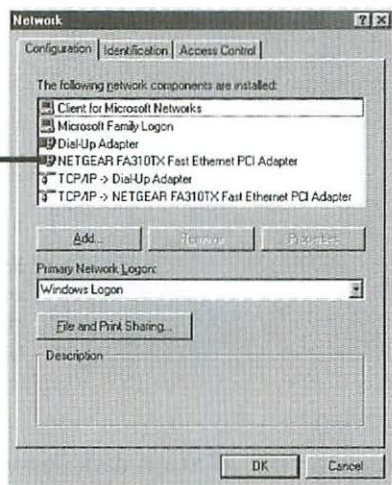 Network
Configuration Identification Access Control
The following network components are installed:
Client for Microsoft Networks
Microsoft Family Logon
Dial-Up Adapter
NETGEAR FA310TX Fast Ethernet PCI Adapter
TCP/IP -> Dial-Up Adapter
TCP/IP -> NETGEAR FA310TX Fast Ethernet PCI Adapter
Add... Remove Properties
Primary Network Logon:
Windows Logon
File and Print Sharing...
Description
OK Cancel